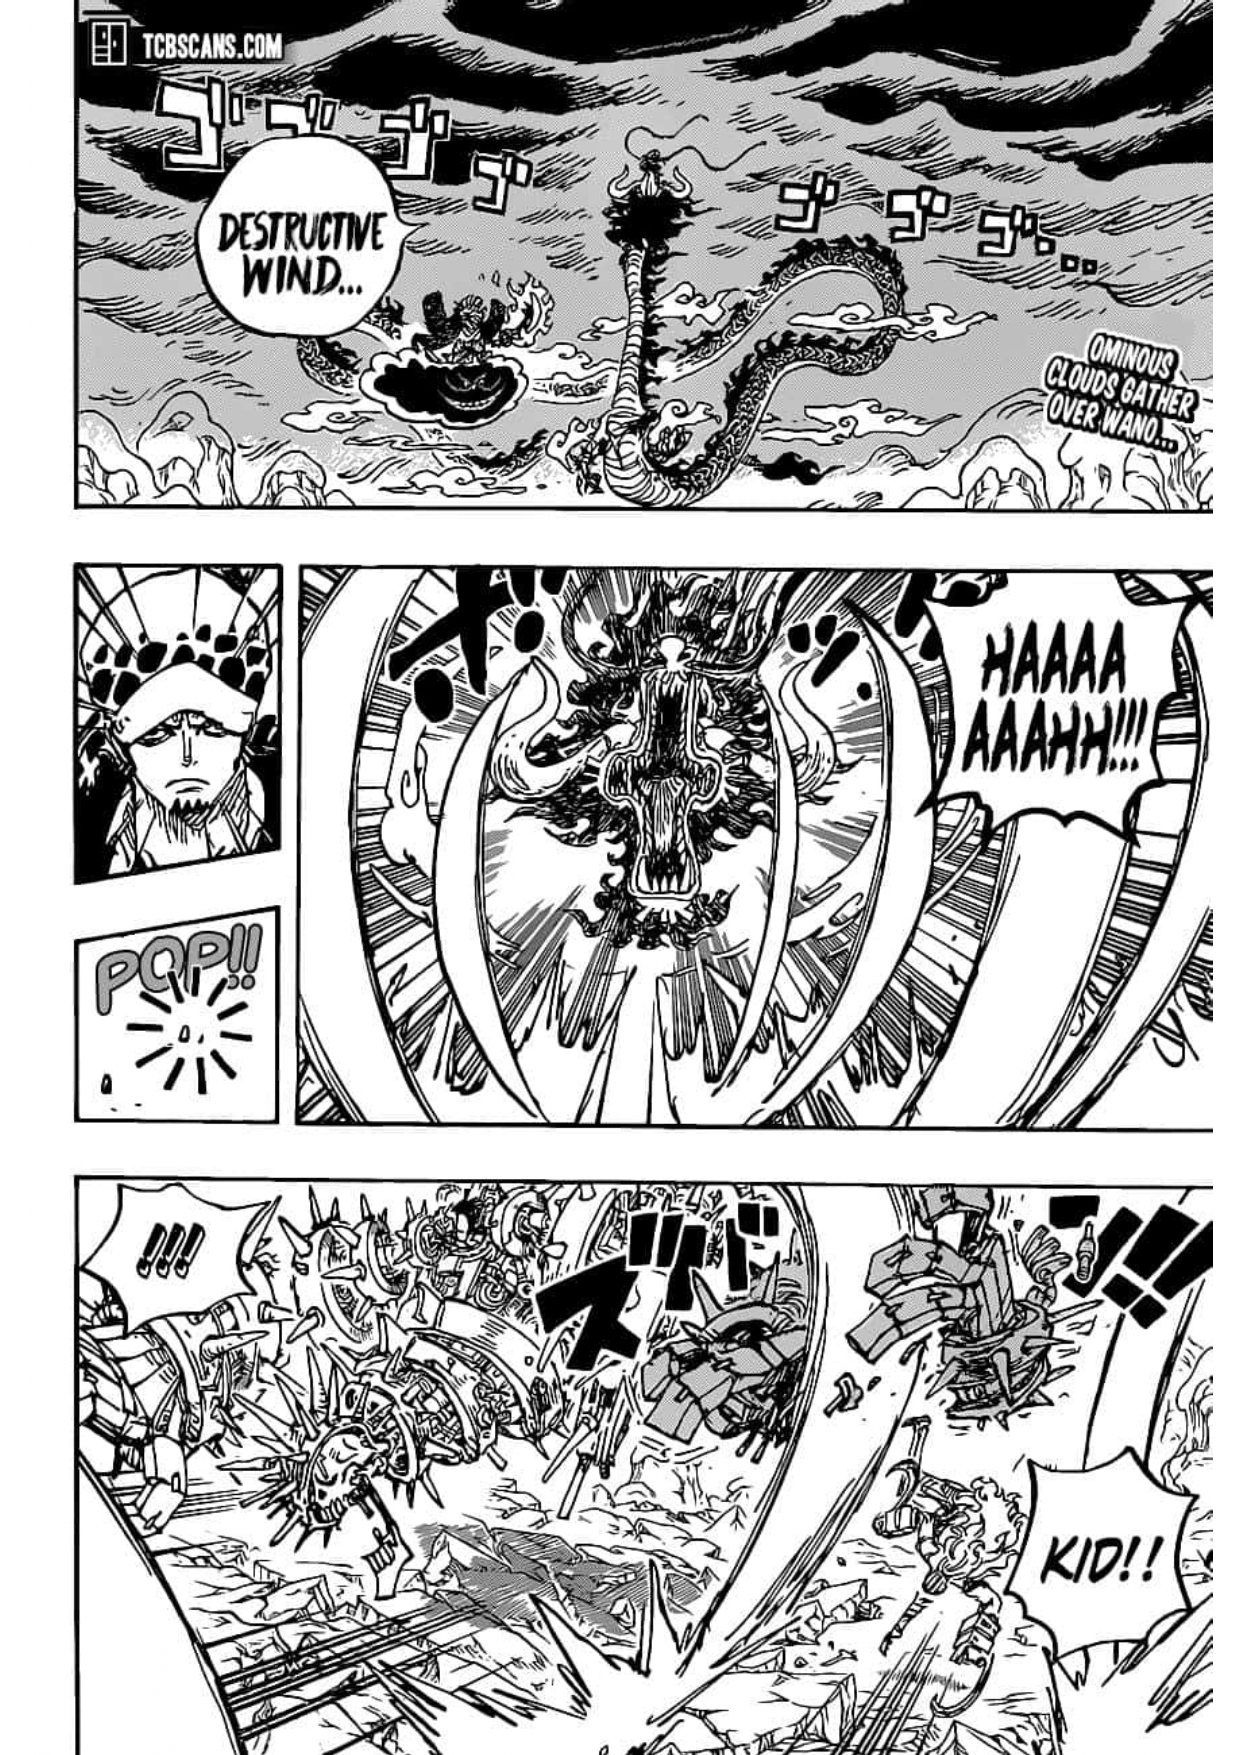 TCBSCANS.COM
ゴゴゴゴ
ゴゴゴ...
DESTRUCTIVE
WIND...
OMINOUS
CLOUDS GATHER
OVER WANO...
HAAAA
AAAHH!!!
POP!!
!!!
ズババ
!!
KID!!